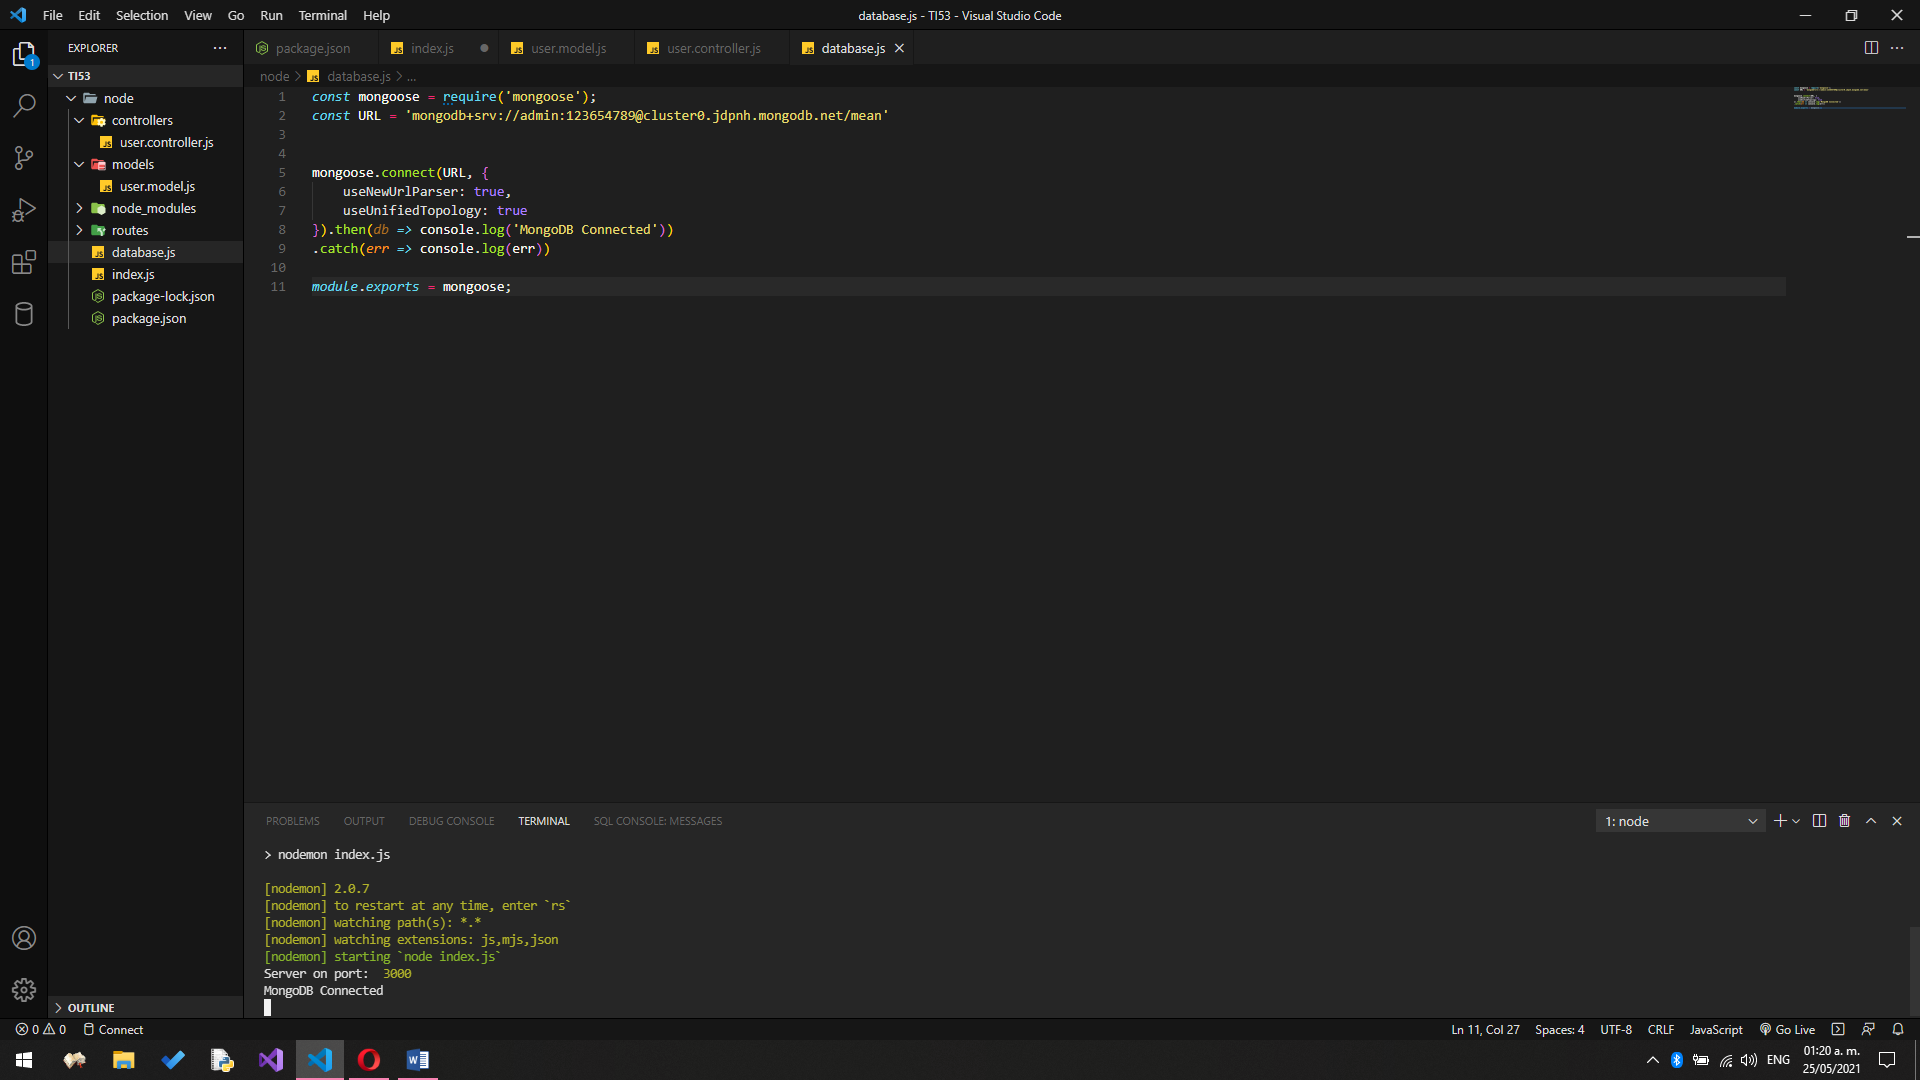 File Edit Selection View Go Run Terminal Help
database.js - TI53 - Visual Studio Code
EXPLORER
package.json
index.js
user.model.js
user.controller.js
database.js
1
TI53
node
controllers
user.controller.js
models
user.model.js
node_modules
routes
database.js
index.js
package-lock.json
package.json
OUTLINE
node > database.js > ...
1 const mongoose = require('mongoose');
2 const URL = 'mongodb+srv://admin:123654789@cluster0.jdpnh.mongodb.net/mean'
3
4
5 mongoose.connect(URL, {
6 useNewUrlParser: true,
7 useUnifiedTopology: true
8 }).then(db => console.log('MongoDB Connected'))
9 .catch(err => console.log(err))
10
11 module.exports = mongoose;
PROBLEMS OUTPUT DEBUG CONSOLE TERMINAL SQL CONSOLE: MESSAGES
1: node
> nodemon index.js
[nodemon] 2.0.7
[nodemon] to restart at any time, enter `rs`
[nodemon] watching path(s): *.*
[nodemon] watching extensions: js,mjs,json
[nodemon] starting `node index.js`
Server on port:  3000
MongoDB Connected
0 0 Connect
Ln 11, Col 27 Spaces: 4 UTF-8 CRLF JavaScript Go Live
ENG
01:20 a. m.
25/05/2021